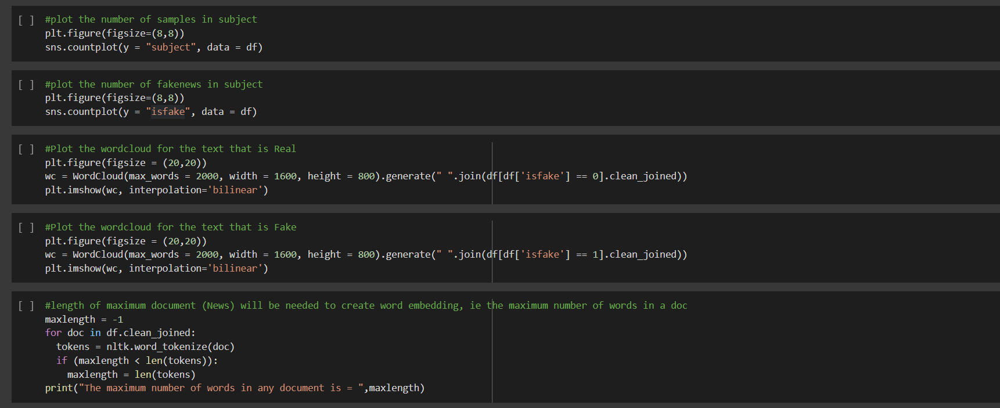 [ ] #plot the number of samples in subject
plt.figure(figsize=(8,8))
sns.countplot(y = "subject", data = df)
[ ] #plot the number of fakenews in subject
plt.figure(figsize=(8,8))
sns.countplot(y = "isfake", data = df)
[ ] #Plot the wordcloud for the text that is Real
plt.figure(figsize = (20,20))
wc = WordCloud(max_words = 2000, width = 1600, height = 800).generate(" ".join(df[df['isfake'] == 0].clean_joined))
plt.imshow(wc, interpolation='bilinear')
[ ] #Plot the wordcloud for the text that is Fake
plt.figure(figsize = (20,20))
wc = WordCloud(max_words = 2000, width = 1600, height = 800).generate(" ".join(df[df['isfake'] == 1].clean_joined))
plt.imshow(wc, interpolation='bilinear')
[ ] #length of maximum document (News) will be needed to create word embedding, ie the maximum number of words in a doc
maxlength = -1
for doc in df.clean_joined:
  tokens = nltk.word_tokenize(doc)
  if (maxlength < len(tokens)):
    maxlength = len(tokens)
print("The maximum number of words in any document is = ",maxlength)